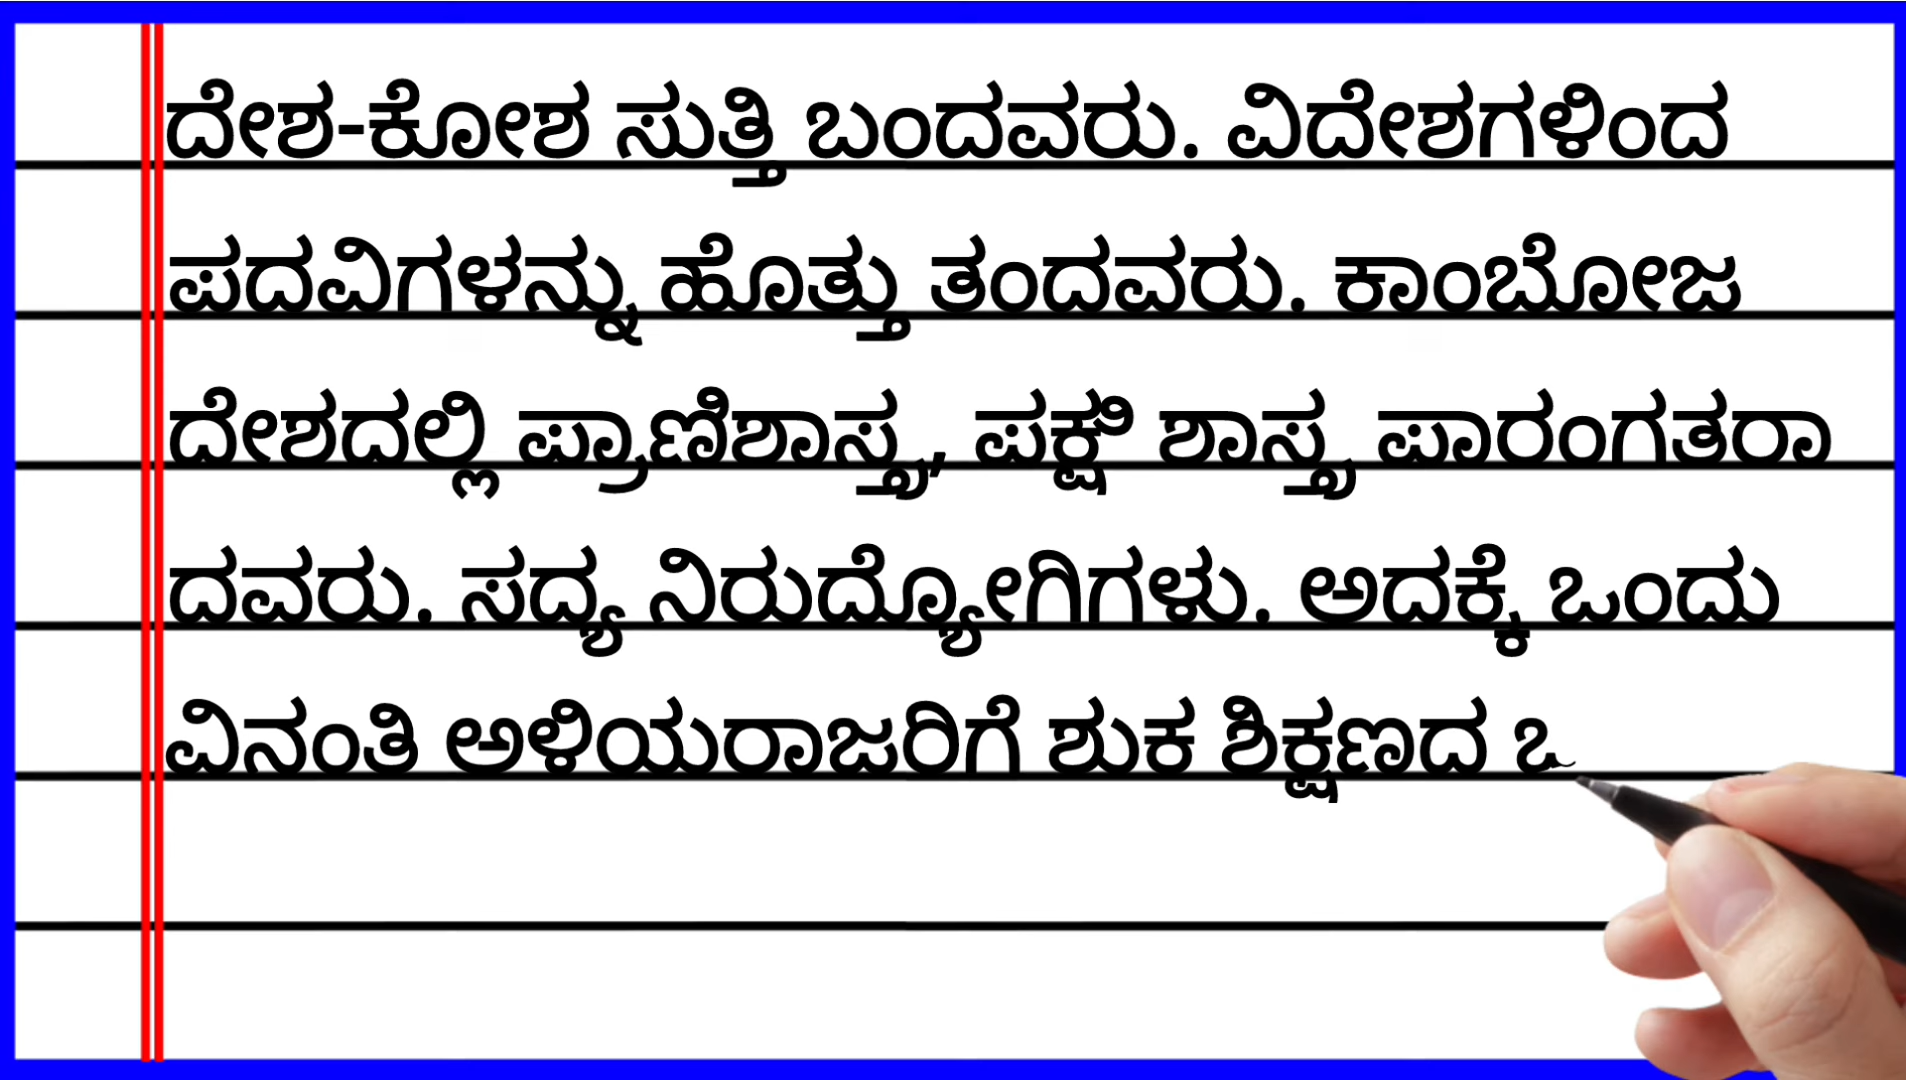 ದೇಶ-ಕೋಶ ಸುತ್ತಿ ಬಂದವರು. ವಿದೇಶಗಳಿಂದ
ಪದವಿಗಳನ್ನು ಹೊತ್ತು ತಂದವರು. ಕಾಂಬೋಜ
ದೇಶದಲ್ಲಿ ಪ್ರಾಣಿಶಾಸ್ತ್ರ, ಪಕ್ಷಿ ಶಾಸ್ತ್ರ ಪಾರಂಗತರಾ
ದವರು. ಸದ್ಯ ನಿರುದ್ಯೋಗಿಗಳು. ಅದಕ್ಕೆ ಒಂದು
ವಿನಂತಿ ಅಳಿಯರಾಜರಿಗೆ ಶುಕ ಶಿಕ್ಷಣದ